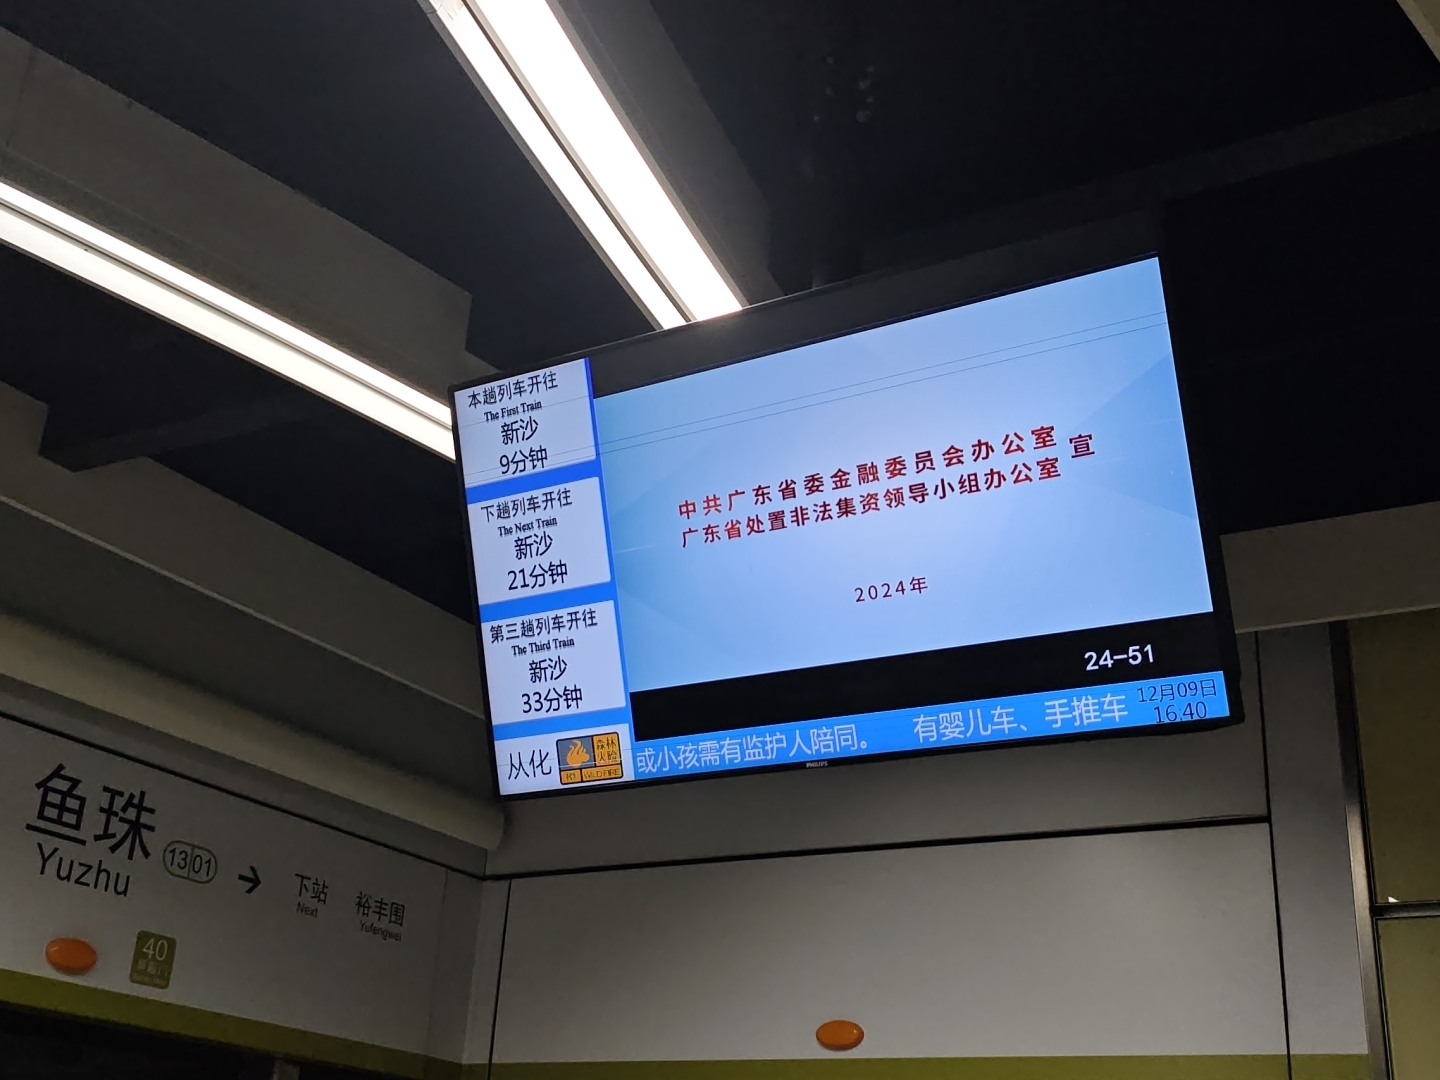 本趟列车开往
The First Train
新沙
9分钟
下趟列车开往
The Next Train
新沙
21分钟
第三趟列车开往
The Third Train
新沙
33分钟
从化
森林
火险
WILDFIRE
中共广东省委金融委员会办公室
广东省处置非法集资领导小组办公室
宣
2024年
24-51
或小孩需有监护人陪同。 有婴儿车、手推车
12月09日
16:40
PHILIPS
鱼珠
Yuzhu
13 01
→
下站
Next
裕丰围
Yufengwei
40
屏蔽门